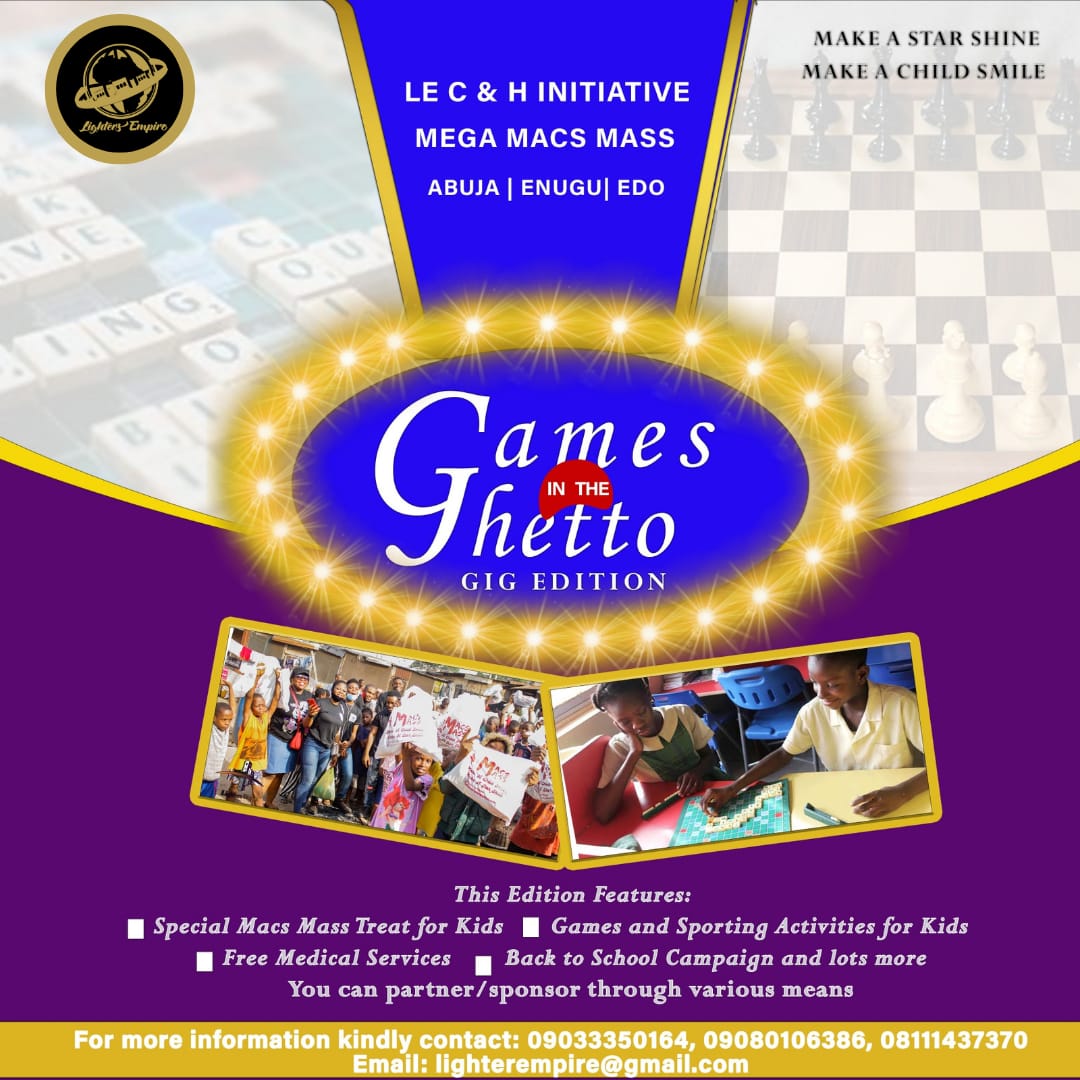 Lighters' Empire
MAKE A STAR SHINE
MAKE A CHILD SMILE
LE C & H INITIATIVE
MEGA MACS MASS
ABUJA | ENUGU| EDO
Games
IN THE
Ghetto
GIG EDITION
This Edition Features:
Special Macs Mass Treat for Kids Games and Sporting Activities for Kids
Free Medical Services Back to School Campaign and lots more
You can partner/sponsor through various means
For more information kindly contact: 09033350164, 09080106386, 08111437370
Email: lighterempire@gmail.com